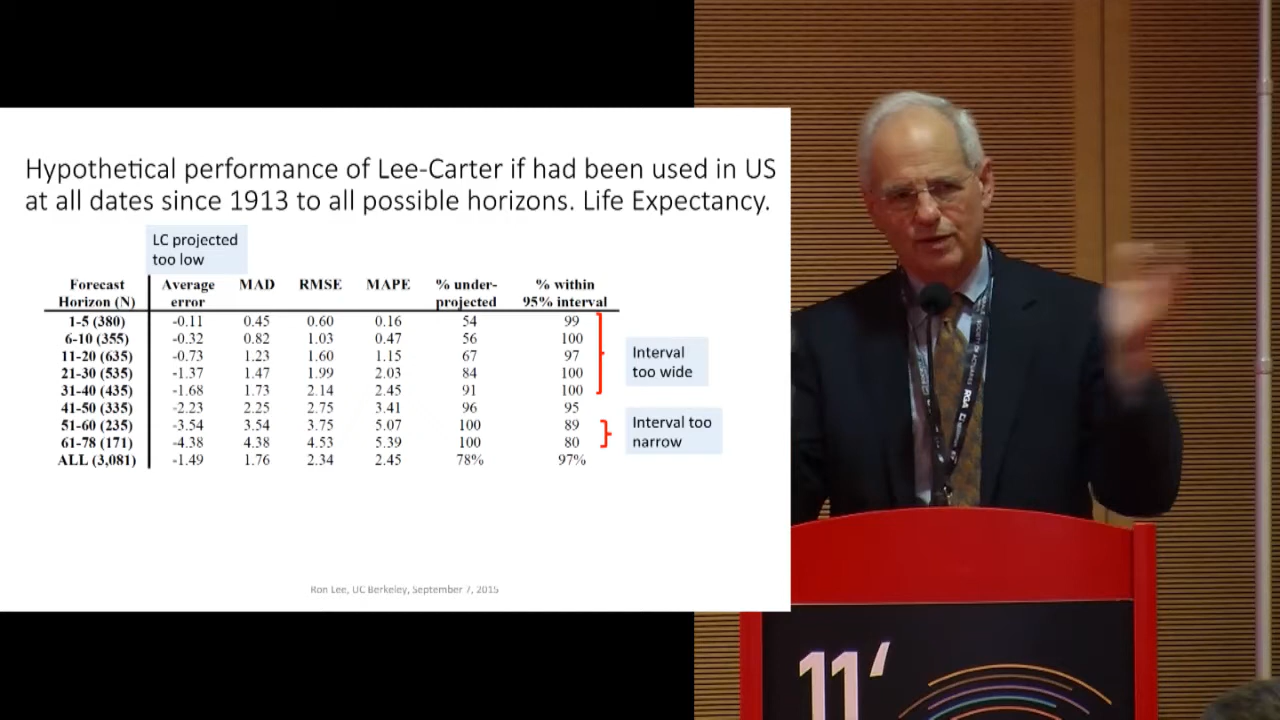 Hypothetical performance of Lee-Carter if had been used in US
at all dates since 1913 to all possible horizons. Life Expectancy.
LC projected
too low
Forecast Average MAD RMSE MAPE % under- % within
Horizon (N) error projected 95% interval
1-5 (380) -0.11 0.45 0.60 0.16 54 99
6-10 (355) -0.32 0.82 1.03 0.47 56 100
11-20 (635) -0.73 1.23 1.60 1.15 67 97
21-30 (535) -1.37 1.47 1.99 2.03 84 100
31-40 (435) -1.68 1.73 2.14 2.45 91 100
41-50 (335) -2.23 2.25 2.75 3.41 96 95
51-60 (235) -3.54 3.54 3.75 5.07 100 89
61-78 (171) -4.38 4.38 4.53 5.39 100 80
ALL (3,081) -1.49 1.76 2.34 2.45 78% 97%
Interval
too wide
Interval too
narrow
Ron Lee, UC Berkeley, September 7, 2015
RGA
11